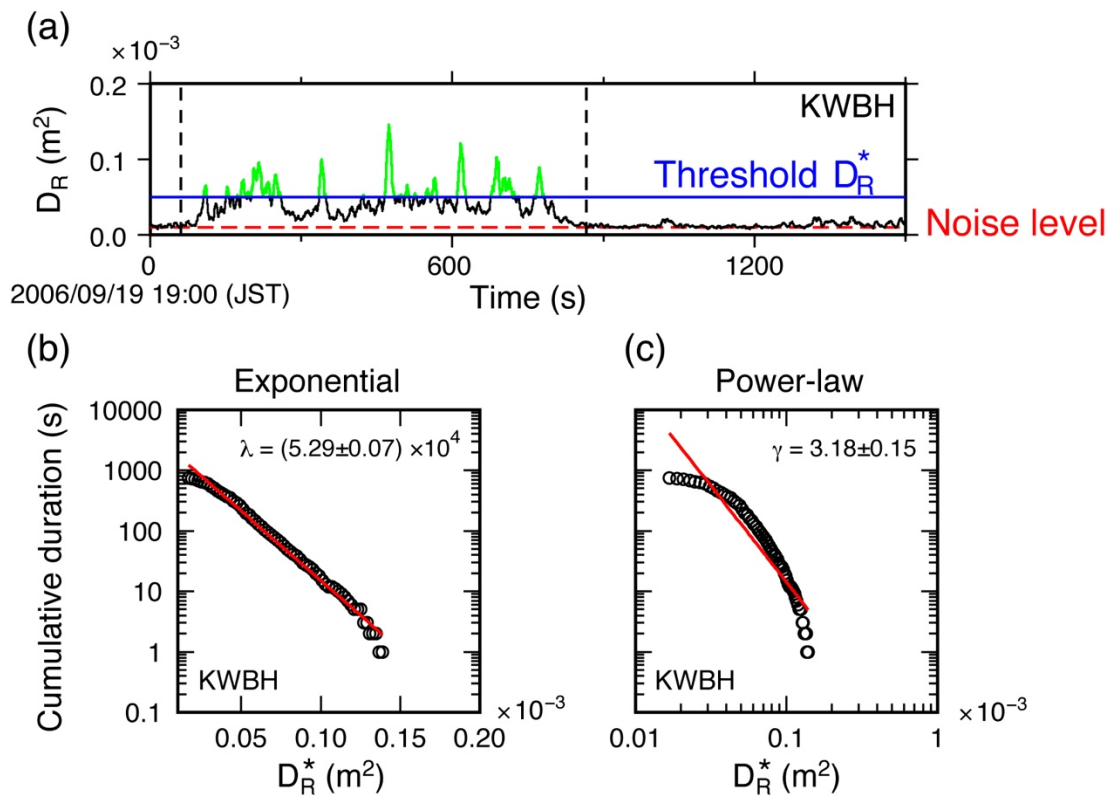 (a)
×10⁻³
0.2
KWBH
D_R (m²)
0.1
Threshold D_R^*
0.0
Noise level
0 600 1200
2006/09/19 19:00 (JST) Time (s)
(b) (c)
Exponential Power-law
Cumulative duration (s)
10000
1000
100
10
1
0.1
λ = (5.29±0.07) ×10⁴
γ = 3.18±0.15
KWBH KWBH
×10⁻³ ×10⁻³
0.05 0.10 0.15 0.20 0.01 0.1 1
D_R^* (m²) D_R^* (m²)